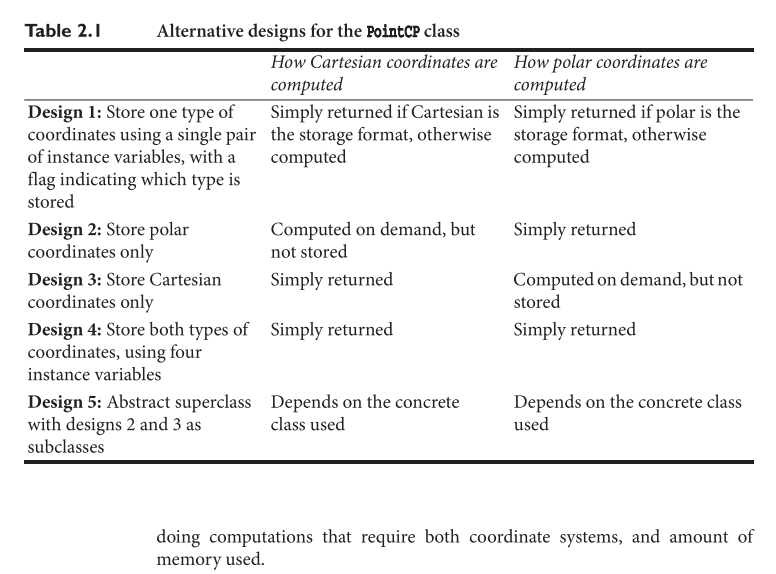 Table 2.1 Alternative designs for the PointCP class
How Cartesian coordinates are computed How polar coordinates are computed
Design 1: Store one type of coordinates using a single pair of instance variables, with a flag indicating which type is stored
Simply returned if Cartesian is the storage format, otherwise computed
Simply returned if polar is the storage format, otherwise computed
Design 2: Store polar coordinates only
Computed on demand, but not stored
Simply returned
Design 3: Store Cartesian coordinates only
Simply returned
Computed on demand, but not stored
Design 4: Store both types of coordinates, using four instance variables
Simply returned
Simply returned
Design 5: Abstract superclass with designs 2 and 3 as subclasses
Depends on the concrete class used
Depends on the concrete class used
doing computations that require both coordinate systems, and amount of
memory used.